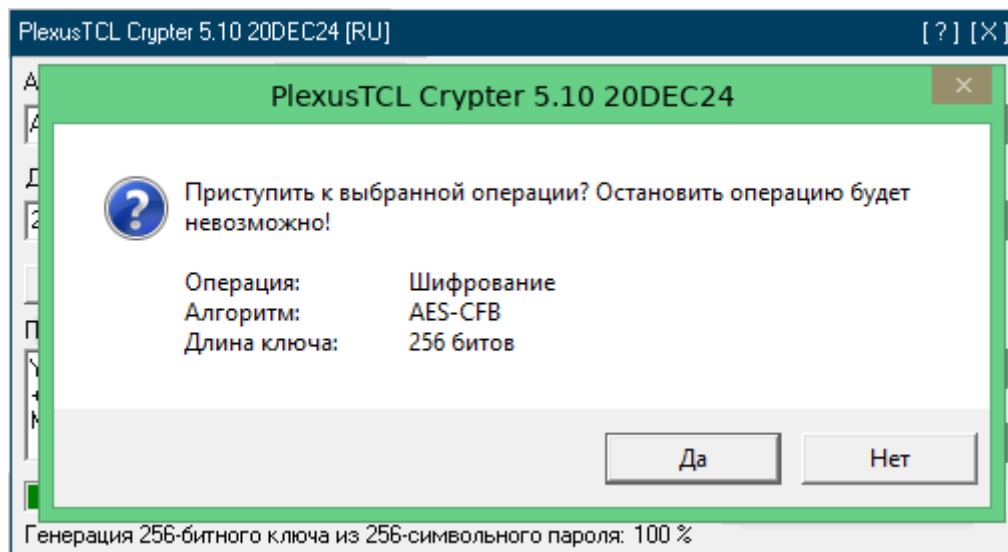 PlexusTCL Crypter 5.10 20DEC24 [RU] [?] [X]
PlexusTCL Crypter 5.10 20DEC24
Приступить к выбранной операции? Остановить операцию будет
невозможно!
Операция: Шифрование
Алгоритм: AES-CFB
Длина ключа: 256 битов
Да Нет
Генерация 256-битного ключа из 256-символьного пароля: 100 %